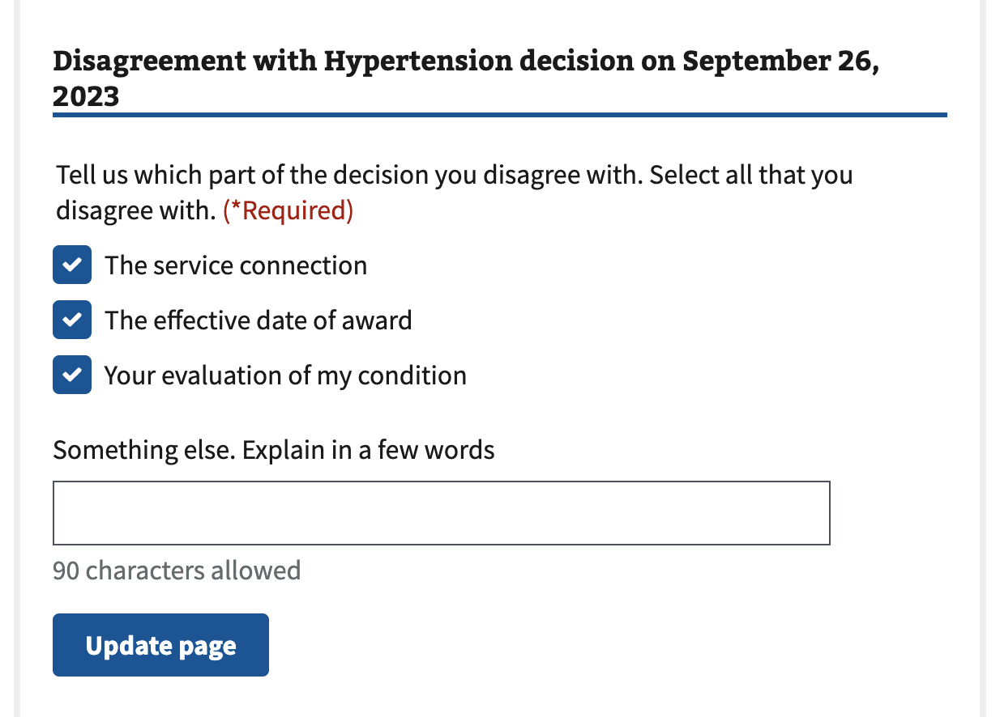 Disagreement with Hypertension decision on September 26,
2023
Tell us which part of the decision you disagree with. Select all that you
disagree with. (*Required)
The service connection
The effective date of award
Your evaluation of my condition
Something else. Explain in a few words
90 characters allowed
Update page